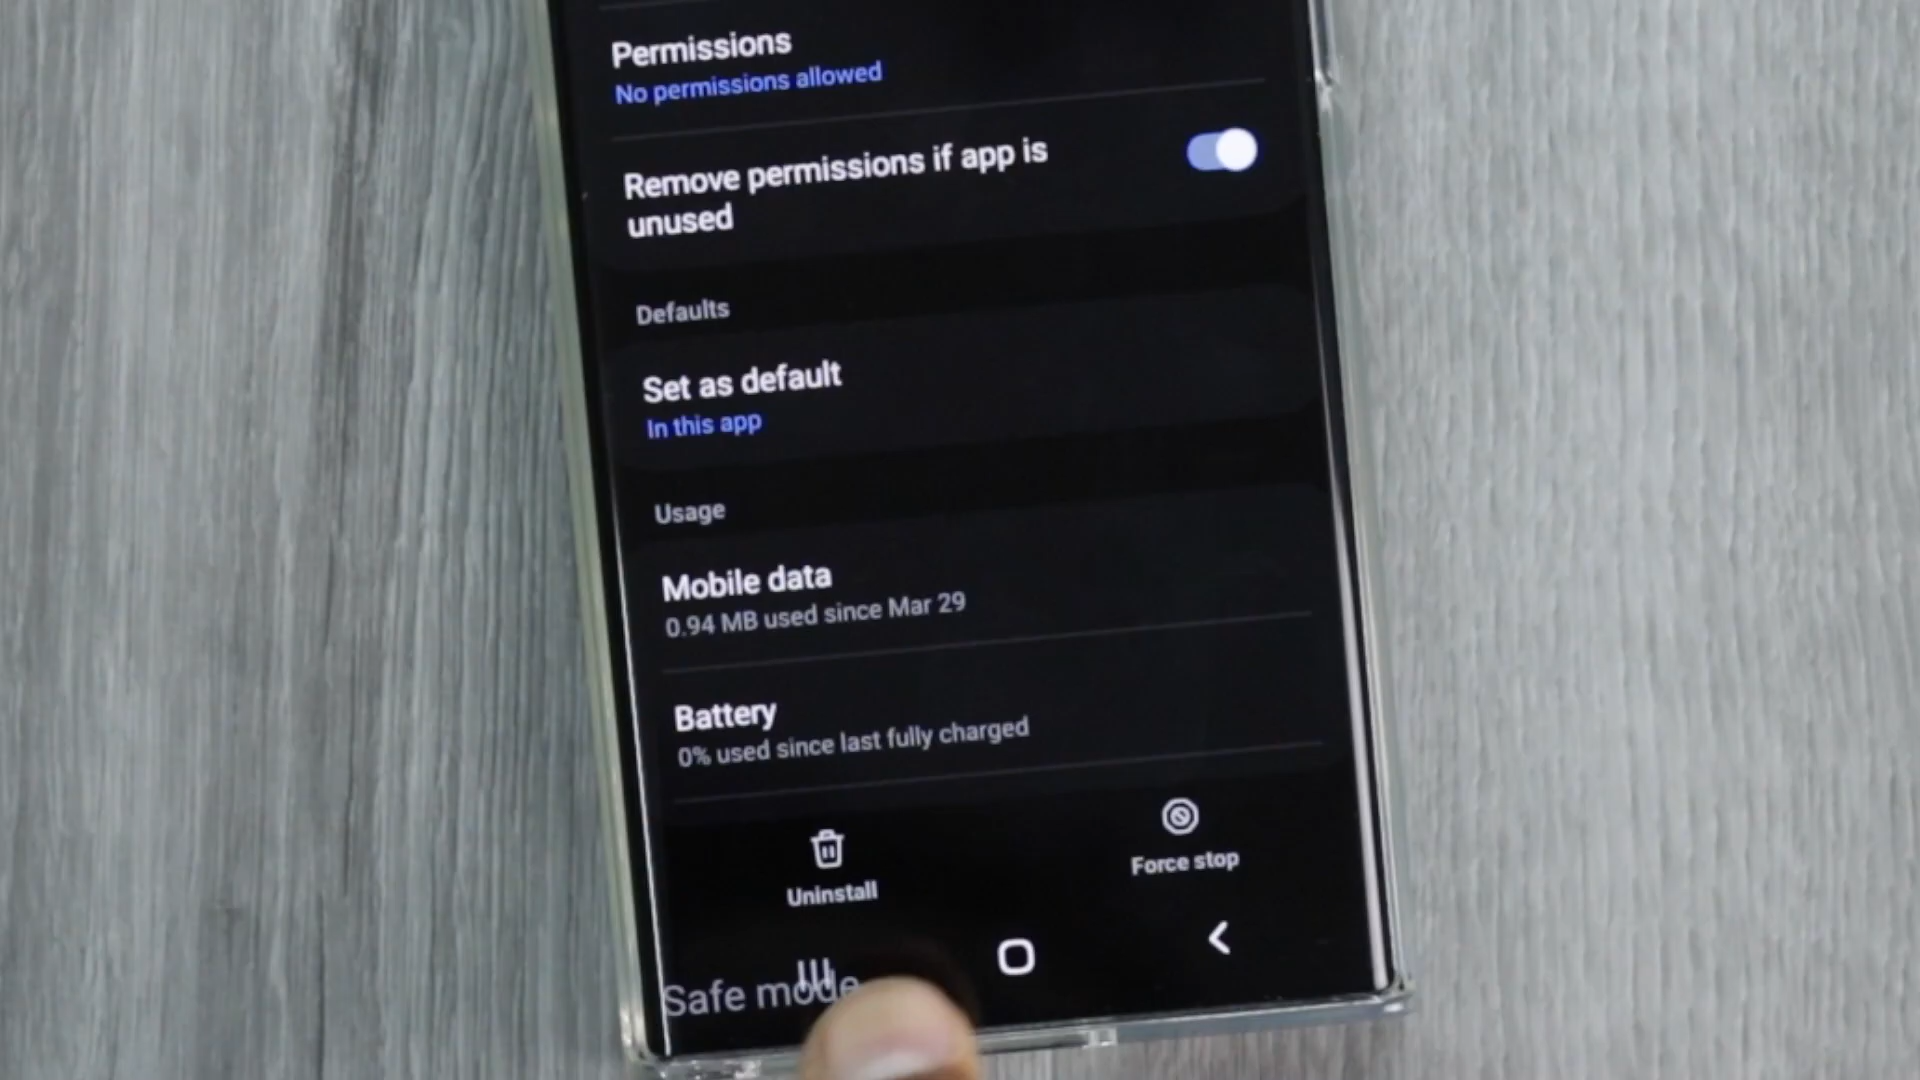 Permissions
No permissions allowed
Remove permissions if app is
unused
Defaults
Set as default
In this app
Usage
Mobile data
0.94 MB used since Mar 29
Battery
0% used since last fully charged
Uninstall
Force stop
Safe mode